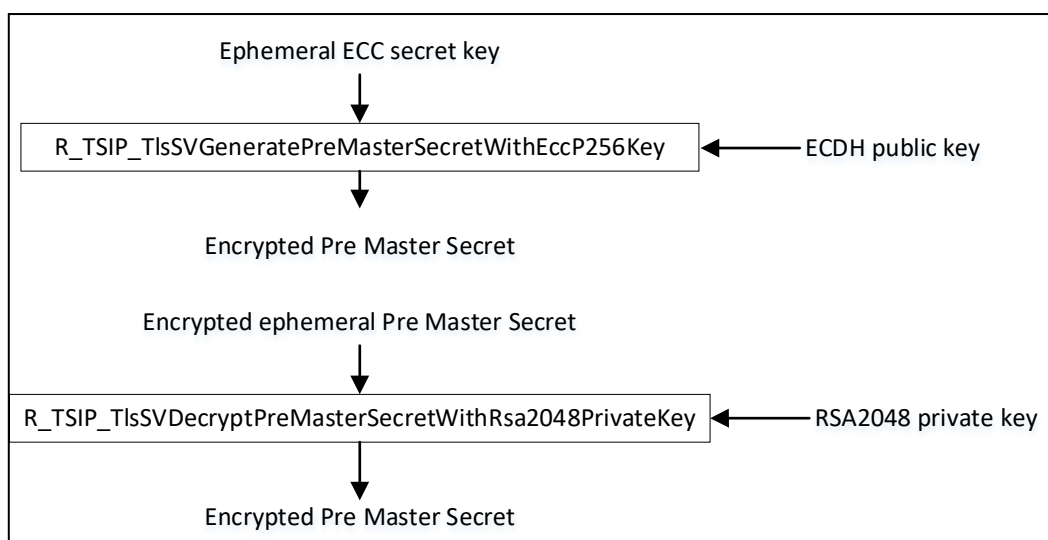 Ephemeral ECC secret key
R_TSIP_TlsSVGeneratePreMasterSecretWithEccP256Key
ECDH public key
Encrypted Pre Master Secret
Encrypted ephemeral Pre Master Secret
R_TSIP_TlsSVDecryptPreMasterSecretWithRsa2048PrivateKey
RSA2048 private key
Encrypted Pre Master Secret